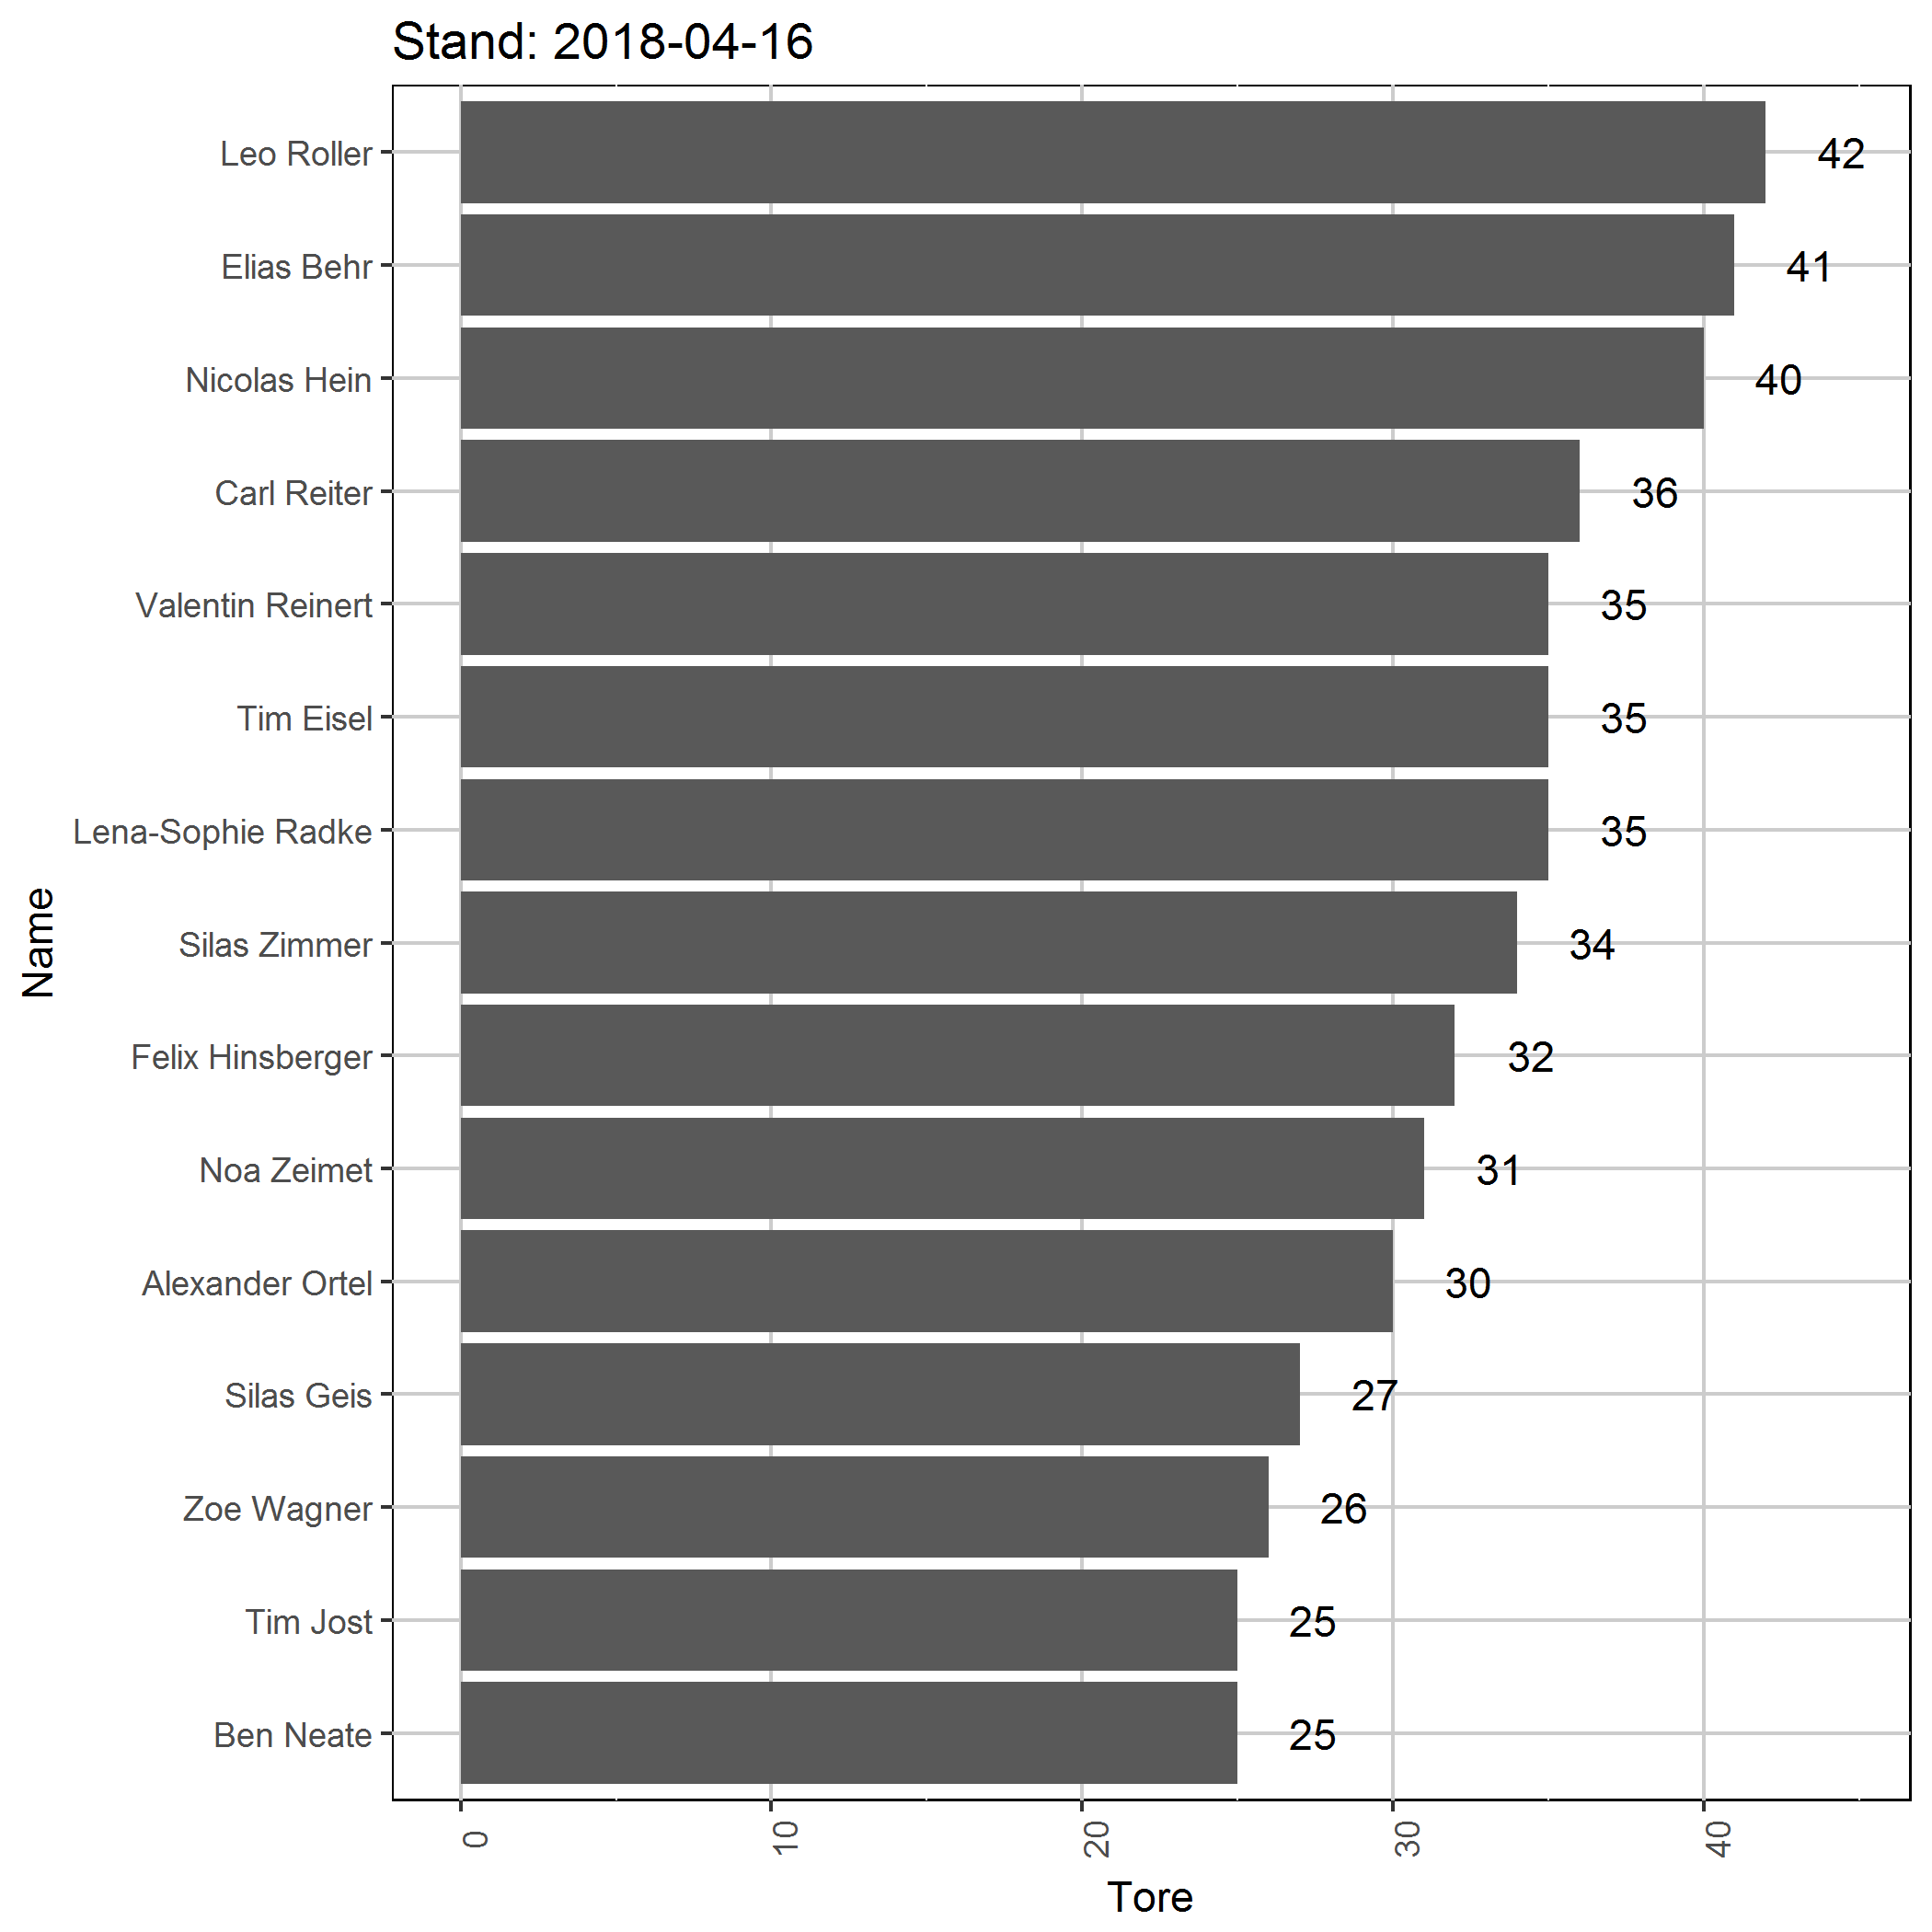 Stand: 2018-04-16
Leo Roller 42
Elias Behr 41
Nicolas Hein 40
Carl Reiter 36
Valentin Reinert 35
Tim Eisel 35
Lena-Sophie Radke 35
Silas Zimmer 34
Felix Hinsberger 32
Noa Zeimet 31
Alexander Ortel 30
Silas Geis 27
Zoe Wagner 26
Tim Jost 25
Ben Neate 25
Name
0 10 20 30 40
Tore